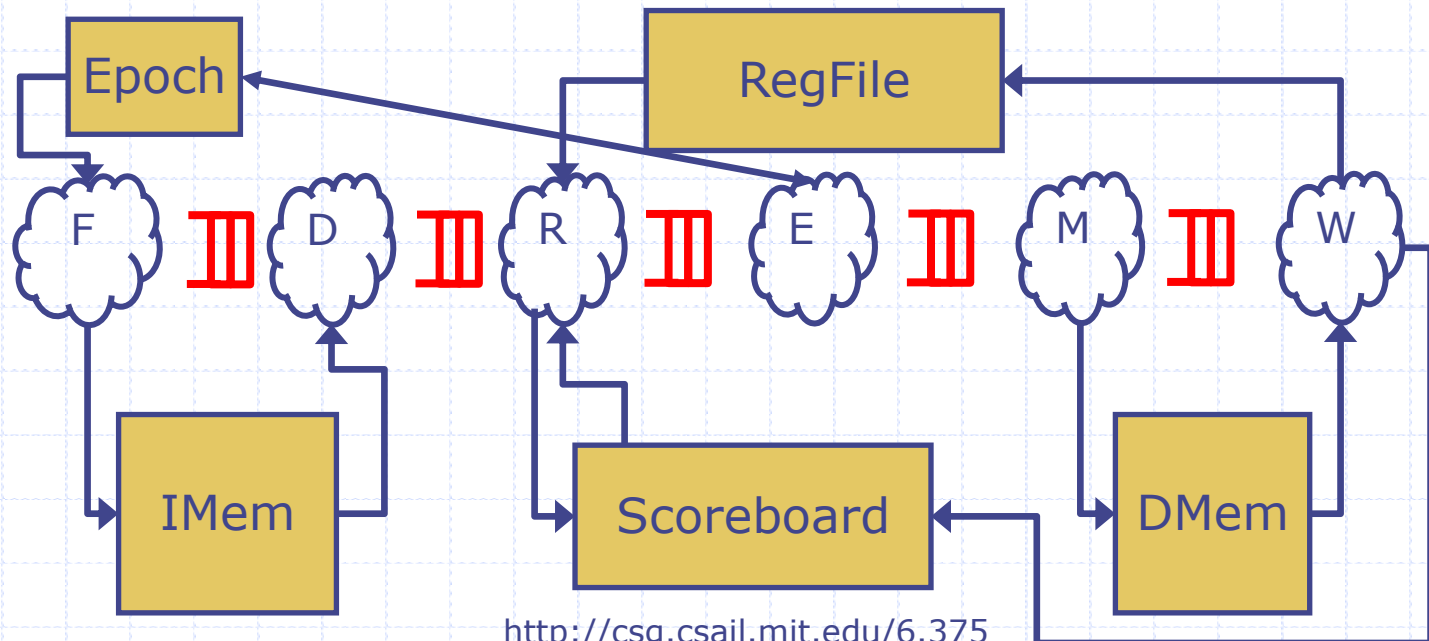 Epoch
RegFile
F
D
R
E
M
W
IMem
Scoreboard
DMem
http://csg.csail.mit.edu/6.375